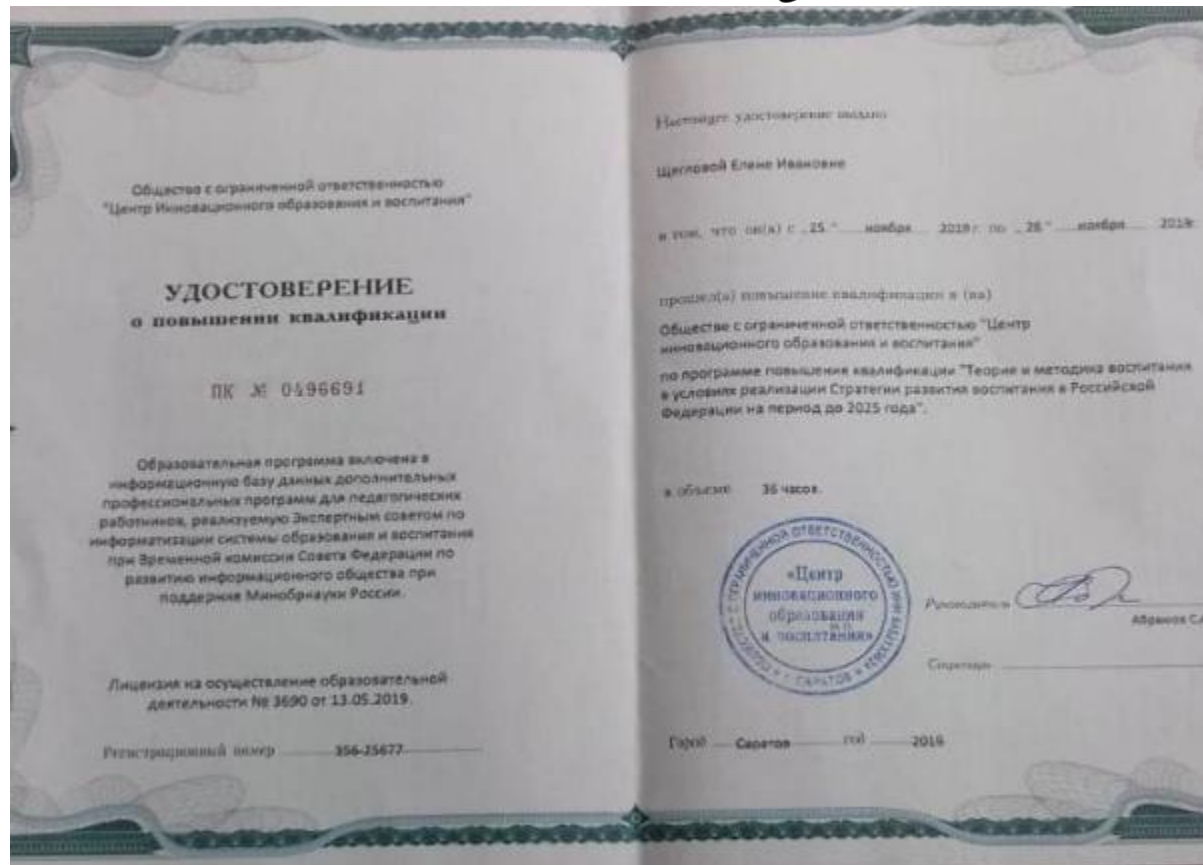 Общество с ограниченной ответственностью
"Центр Инновационного образования и воспитания"
УДОСТОВЕРЕНИЕ
о повышении квалификации
ПК № 0496691
Образовательная программа включена в
информационную базу данных дополнительных
профессиональных программ для педагогических
работников, реализуемую Экспертным советом по
информатизации системы образования и воспитания
при Временной комиссии Совета Федерации по
развитию информационного общества при
поддержке Минобрнауки России.
Лицензия на осуществление образовательной
деятельности № 3690 от 13.05.2019.
Регистрационный номер 356-25677
Настоящее удостоверение выдано
Щегловой Елене Ивановне
в том, что он(а) с „25" ноября 2019г. по „28" ноября 2019г
прошел(а) повышение квалификации в (на)
Обществе с ограниченной ответственностью "Центр
инновационного образования и воспитания"
по программе повышения квалификации "Теория и методика воспитания
в условиях реализации Стратегии развития воспитания в Российской
Федерации на период до 2025 года".
в объеме 36 часов.
С ОГРАНИЧЕННОЙ ОТВЕТСТВЕННОСТЬЮ
«Центр
инновационного
образования
и воспитания»
г. САРАТОВ
Руководитель
Абрамов С.А
Секретарь
Город Саратов год 2019